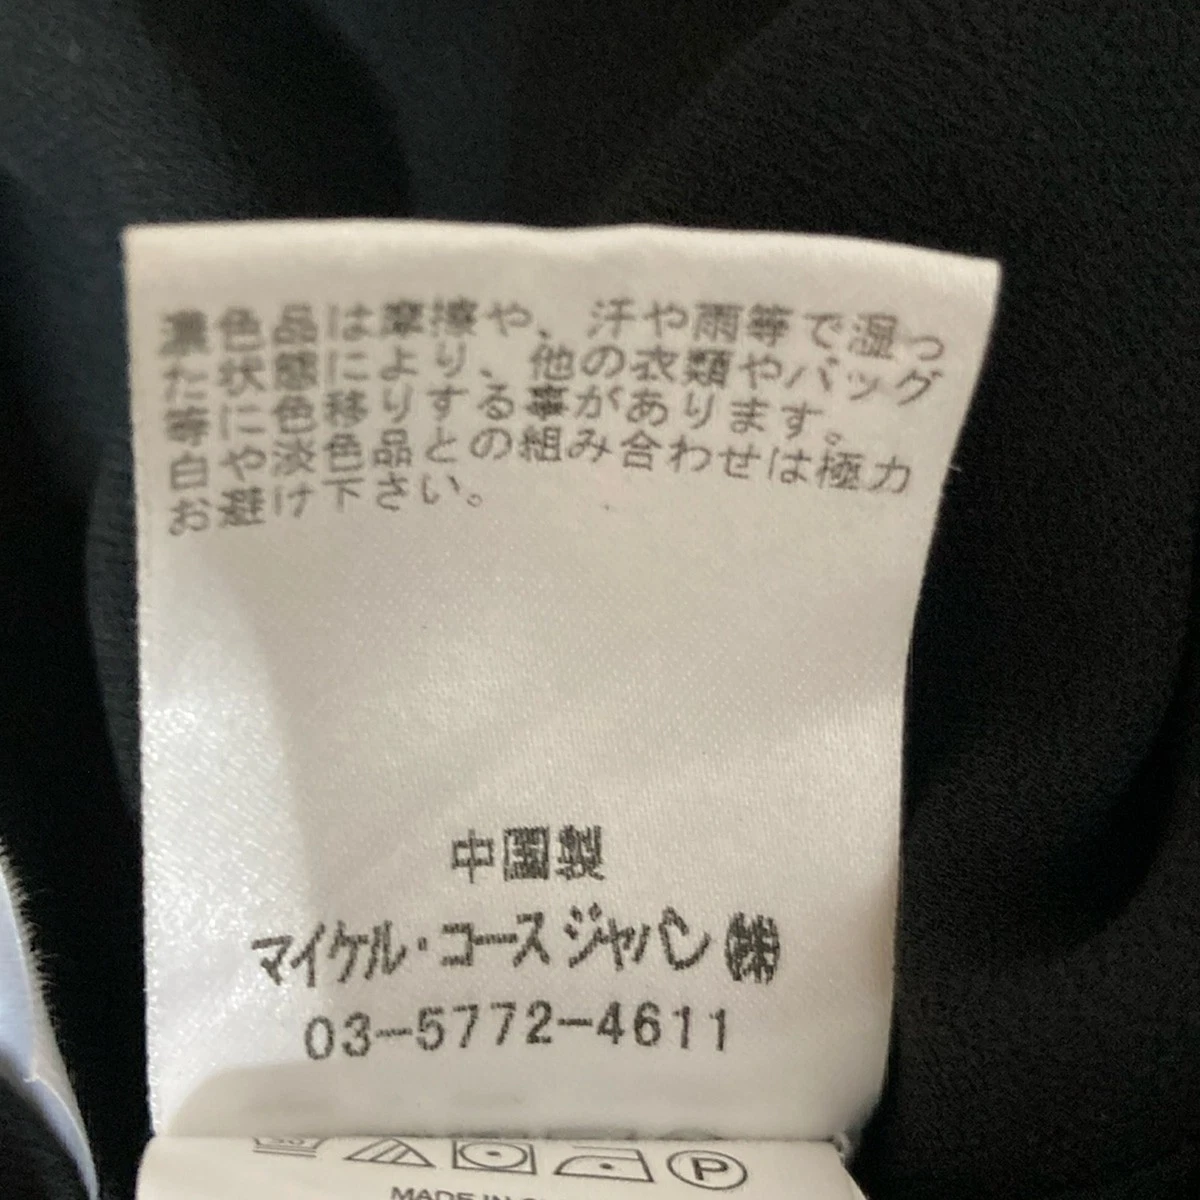 濃色品は摩擦や、汗や雨等で湿っ
た状態により、他の衣類やバッグ
等に色移りする事があります。
白や淡色品との組み合わせは極力
お避け下さい。
中国製
マイケル・コース ジャパン ㈱
03-5772-4611
30
P
MADE IN